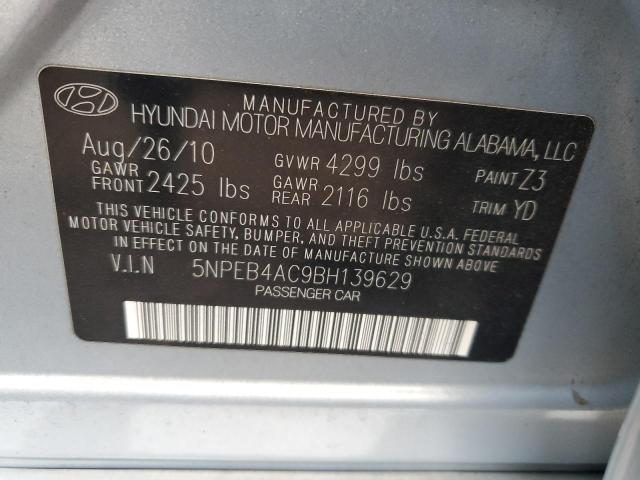 MANUFACTURED BY
HYUNDAI MOTOR MANUFACTURING ALABAMA, LLC
Aug/26/10 GVWR 4299 lbs PAINT Z3
GAWR FRONT 2425 lbs GAWR REAR 2116 lbs TRIM YD
THIS VEHICLE CONFORMS TO ALL APPLICABLE U.S.A. FEDERAL
MOTOR VEHICLE SAFETY, BUMPER, AND THEFT PREVENTION STANDARDS
IN EFFECT ON THE DATE OF MANUFACTURE SHOWN ABOVE
V.I.N 5NPEB4AC9BH139629
PASSENGER CAR